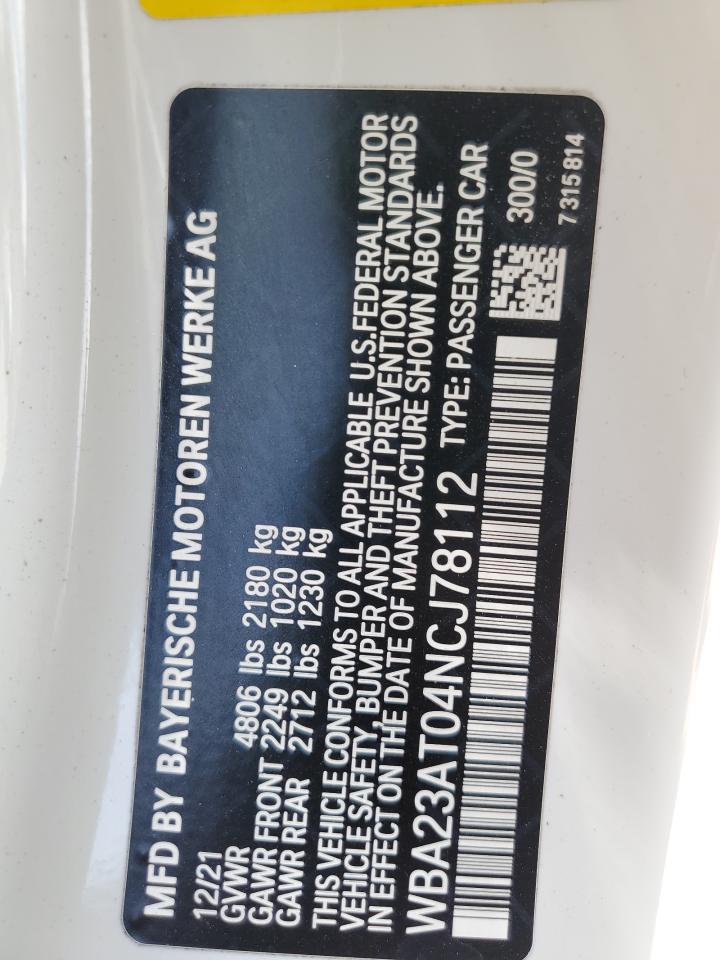 MFD BY BAYERISCHE MOTOREN WERKE AG
12/21
GVWR 4806 lbs 2180 kg
GAWR FRONT 2249 lbs 1020 kg
GAWR REAR 2712 lbs 1230 kg
THIS VEHICLE CONFORMS TO ALL APPLICABLE U.S.FEDERAL MOTOR
VEHICLE SAFETY, BUMPER AND THEFT PREVENTION STANDARDS
IN EFFECT ON THE DATE OF MANUFACTURE SHOWN ABOVE.
WBA23AT04NCJ78112 TYPE: PASSENGER CAR
300/0
7 315 814